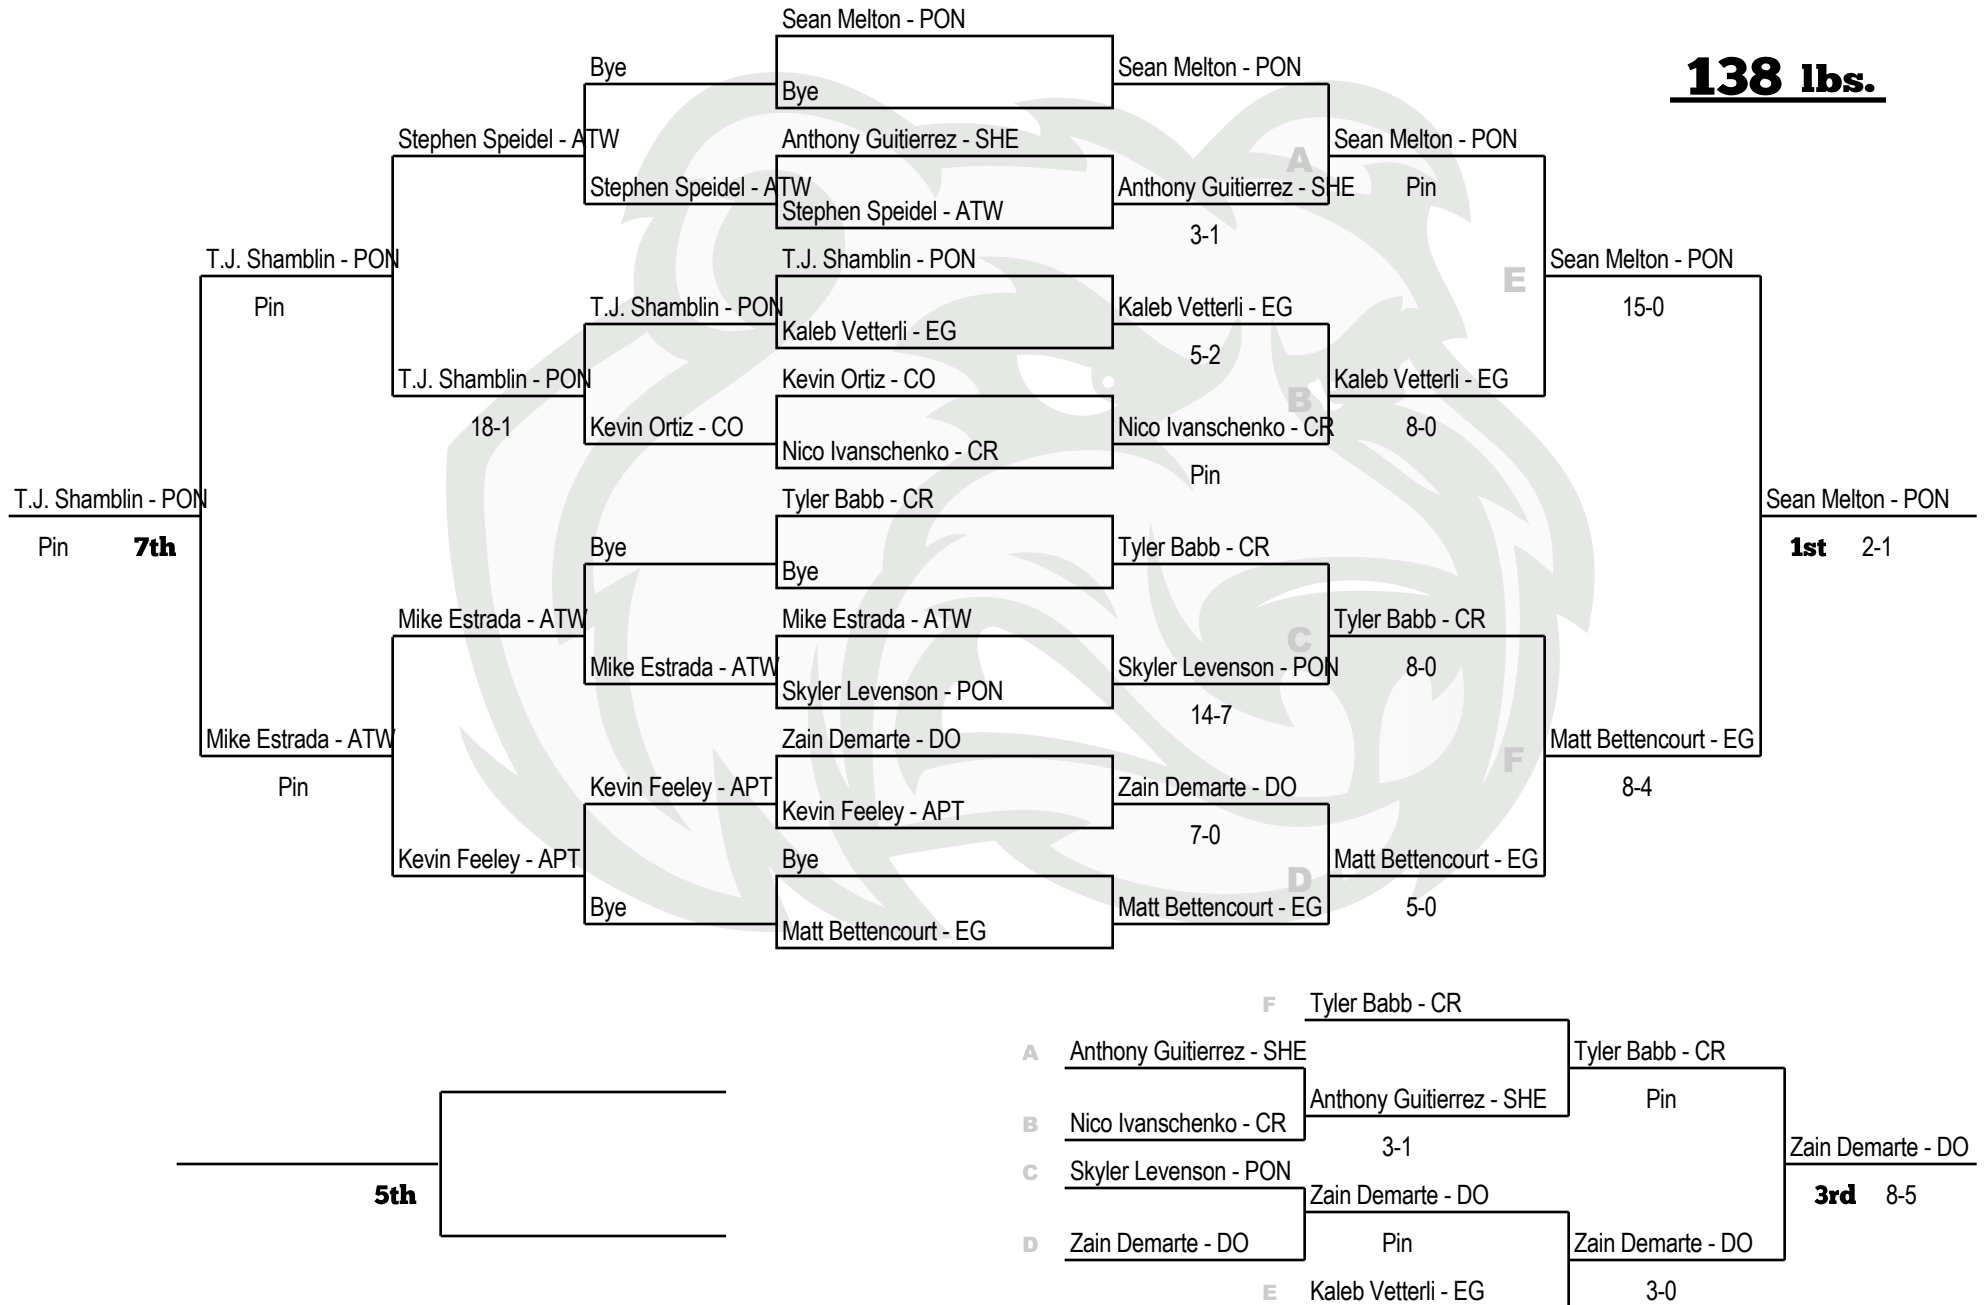 Sean Melton - PON
138 lbs.
Bye
Sean Melton - PON
Bye
Stephen Speidel - ATW
Anthony Guitierrez - SHE
Sean Melton - PON
A
Stephen Speidel - ATW
Anthony Guitierrez - SHE
Pin
Stephen Speidel - ATW
3-1
T.J. Shamblin - PON
T.J. Shamblin - PON
Sean Melton - PON
E
Pin
T.J. Shamblin - PON
Kaleb Vetterli - EG
15-0
Kaleb Vetterli - EG
5-2
T.J. Shamblin - PON
Kevin Ortiz - CO
Kaleb Vetterli - EG
B
18-1
Kevin Ortiz - CO
Nico Ivanschenko - CR
8-0
Nico Ivanschenko - CR
Pin
T.J. Shamblin - PON
Tyler Babb - CR
Sean Melton - PON
Pin 7th
Bye
Tyler Babb - CR
1st 2-1
Bye
Mike Estrada - ATW
Mike Estrada - ATW
Tyler Babb - CR
C
Mike Estrada - ATW
Skyler Levenson - PON
8-0
Skyler Levenson - PON
14-7
Mike Estrada - ATW
Zain Demarte - DO
Matt Bettencourt - EG
F
Pin
Kevin Feeley - APT
Zain Demarte - DO
8-4
Kevin Feeley - APT
7-0
Kevin Feeley - APT
Bye
Matt Bettencourt - EG
D
Bye
Matt Bettencourt - EG
5-0
Matt Bettencourt - EG
F Tyler Babb - CR
A Anthony Guitierrez - SHE
Tyler Babb - CR
Anthony Guitierrez - SHE
Pin
B Nico Ivanschenko - CR
3-1
Zain Demarte - DO
C Skyler Levenson - PON
5th
Zain Demarte - DO
3rd 8-5
D Zain Demarte - DO
Pin
Zain Demarte - DO
E Kaleb Vetterli - EG
3-0